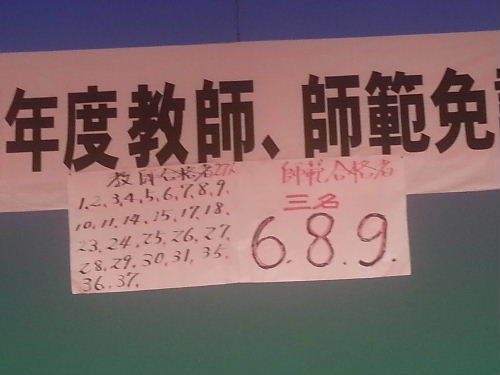 年度教師、師範免
教師合格者27人
1,2,3,4,5,6,7,8,9,
10,11,14,15,17,18,
23,24,25,26,27,
28,29,30,31,35,
36,37,
師範合格者
三名
6.8.9.